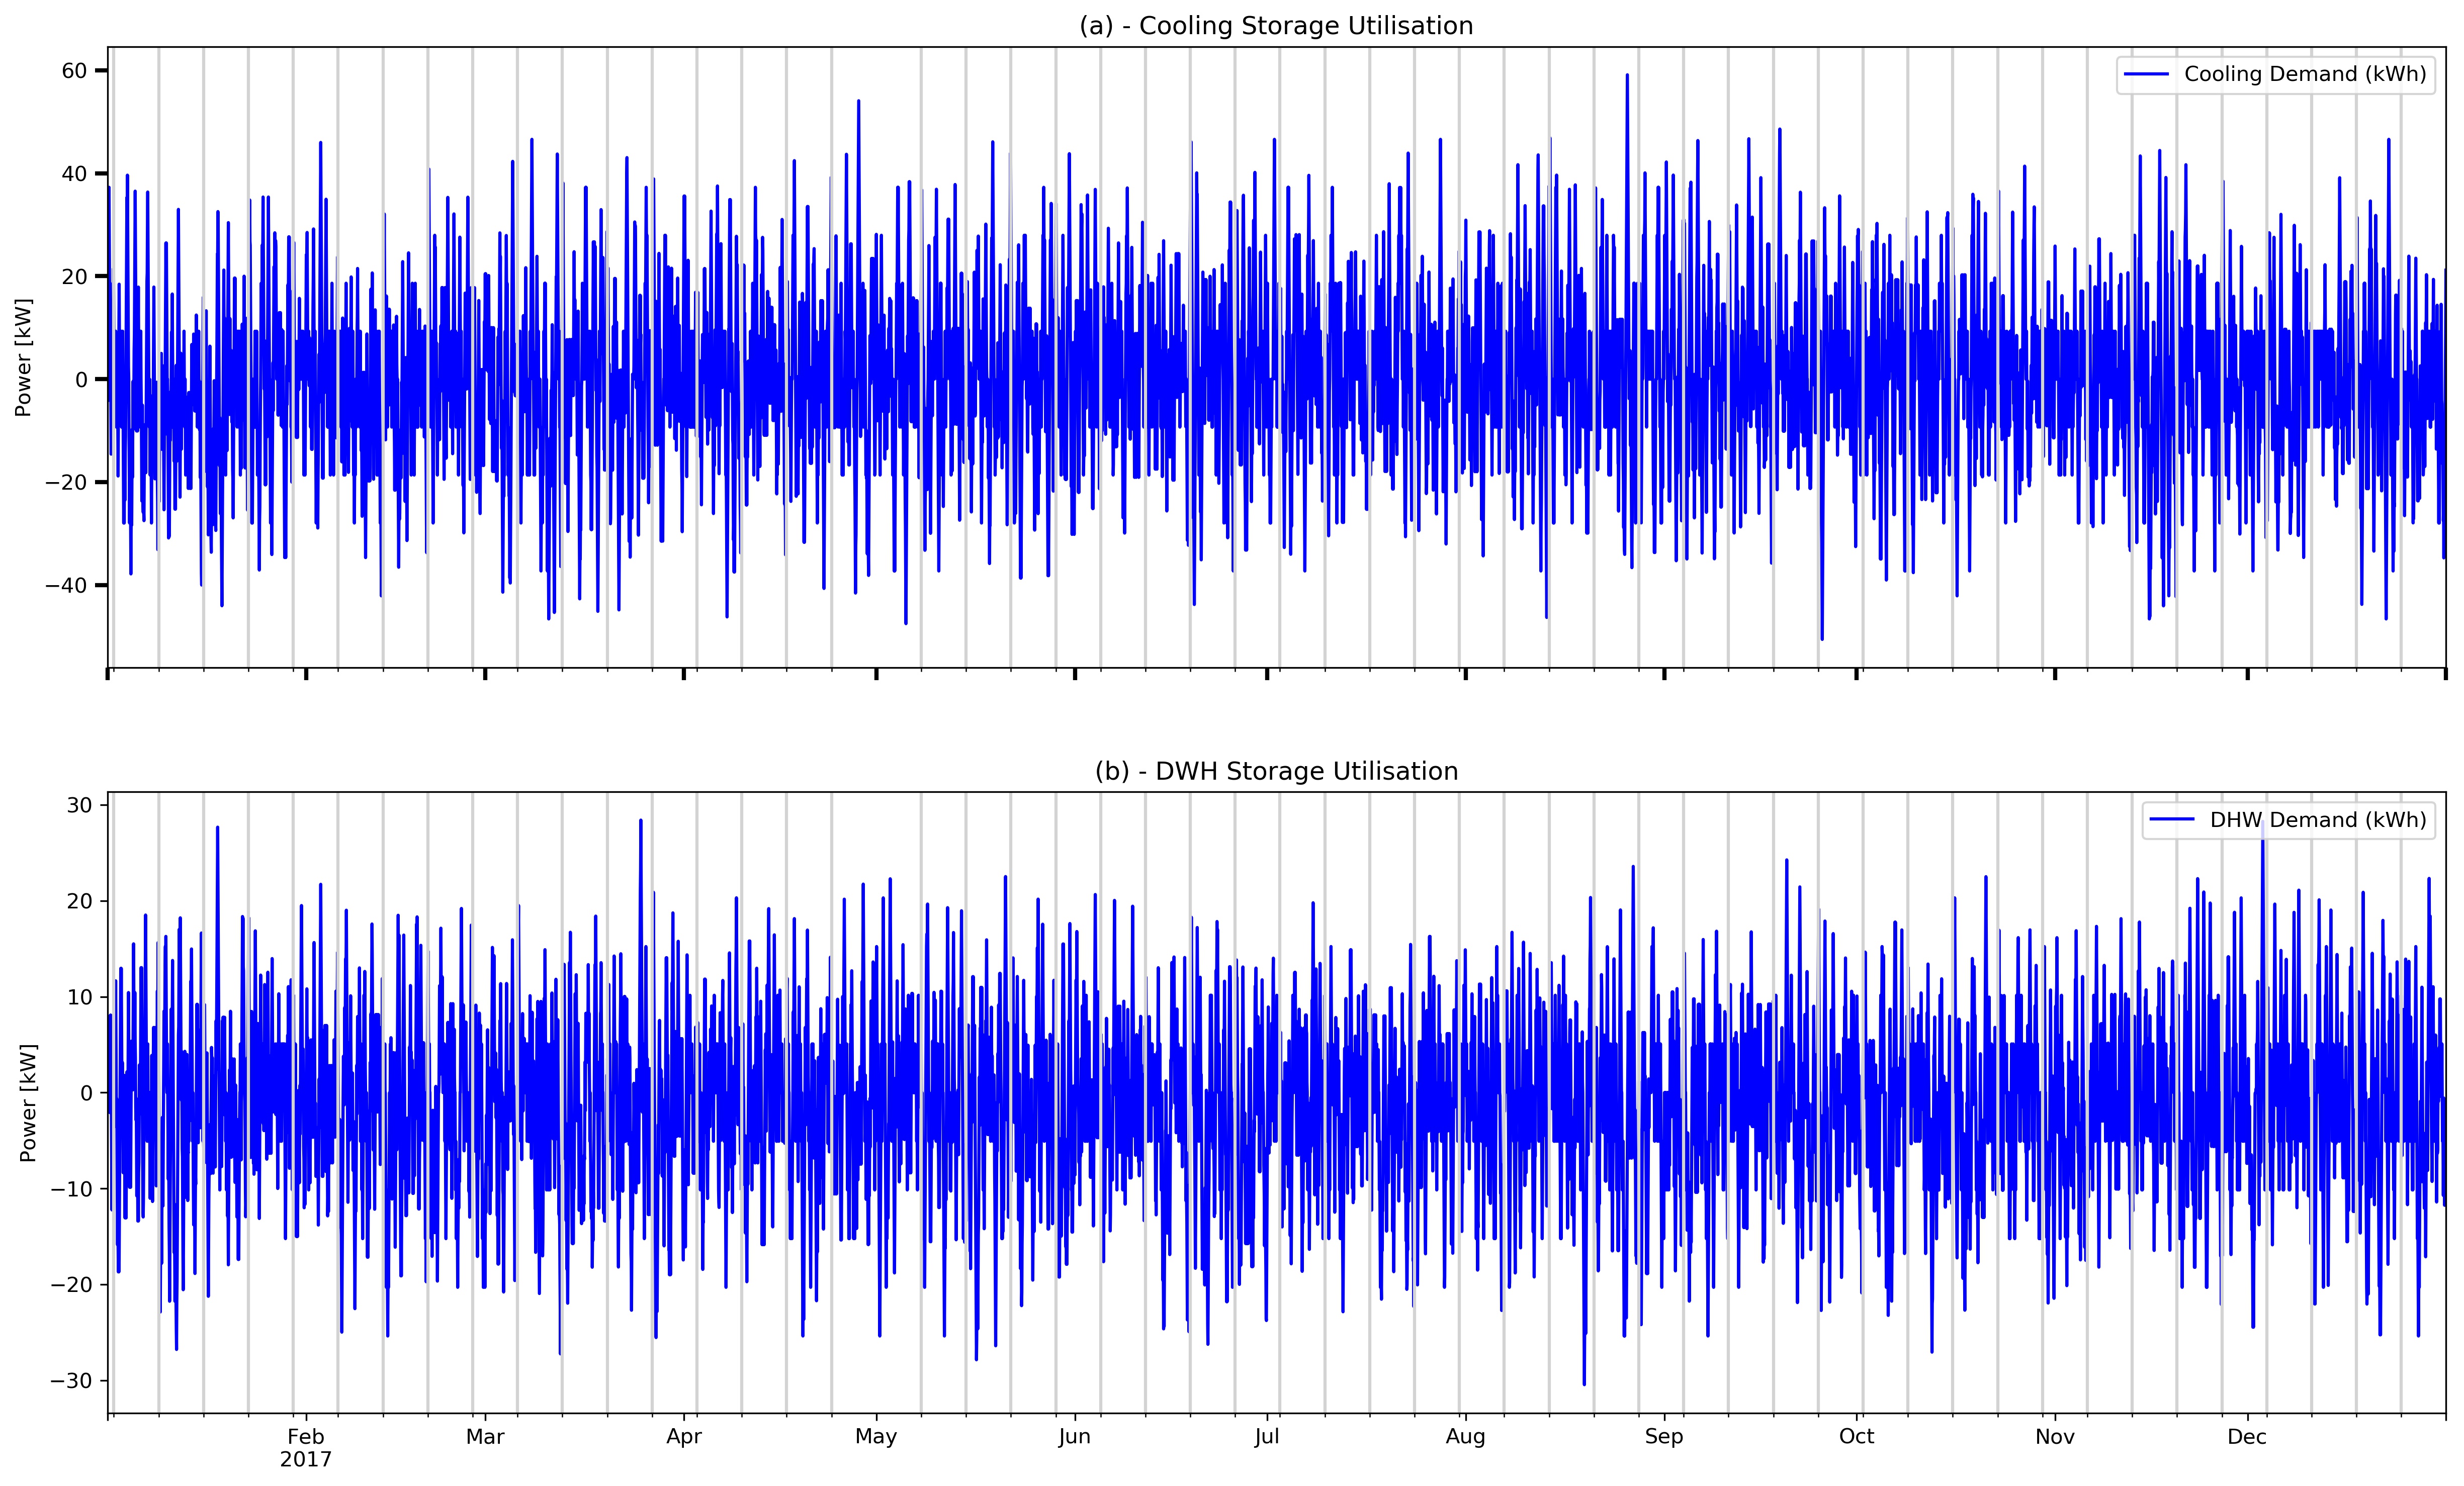 (a) - Cooling Storage Utilisation
Cooling Demand (kWh)
Power [kW]
60
40
20
0
−20
−40
(b) - DWH Storage Utilisation
DHW Demand (kWh)
Power [kW]
30
20
10
0
−10
−20
−30
Feb Mar Apr May Jun Jul Aug Sep Oct Nov Dec
2017